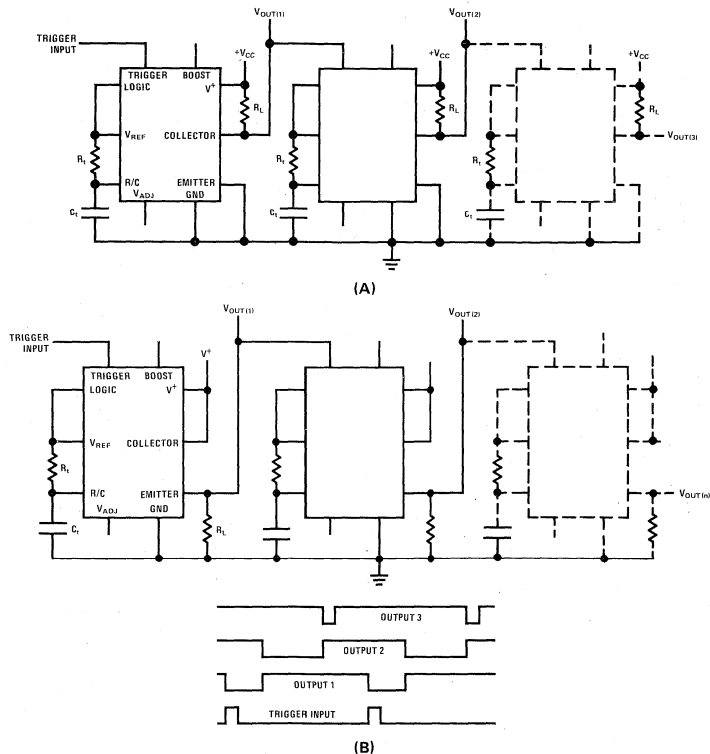 VOUT(1)
VOUT(2)
TRIGGER
INPUT
+VCC
+VCC
+VCC
TRIGGER BOOST
LOGIC V+
RL
RL
RL
VREF COLLECTOR
VOUT(3)
Rt
Rt
Rt
R/C EMITTER
VADJ GND
Ct
Ct
Ct
(A)
VOUT(1)
VOUT(2)
TRIGGER
INPUT
V+
TRIGGER BOOST
LOGIC V+
VREF COLLECTOR
Rt
R/C EMITTER
VOUT(n)
VADJ GND
Ct
RL
OUTPUT 3
OUTPUT 2
OUTPUT 1
TRIGGER INPUT
(B)